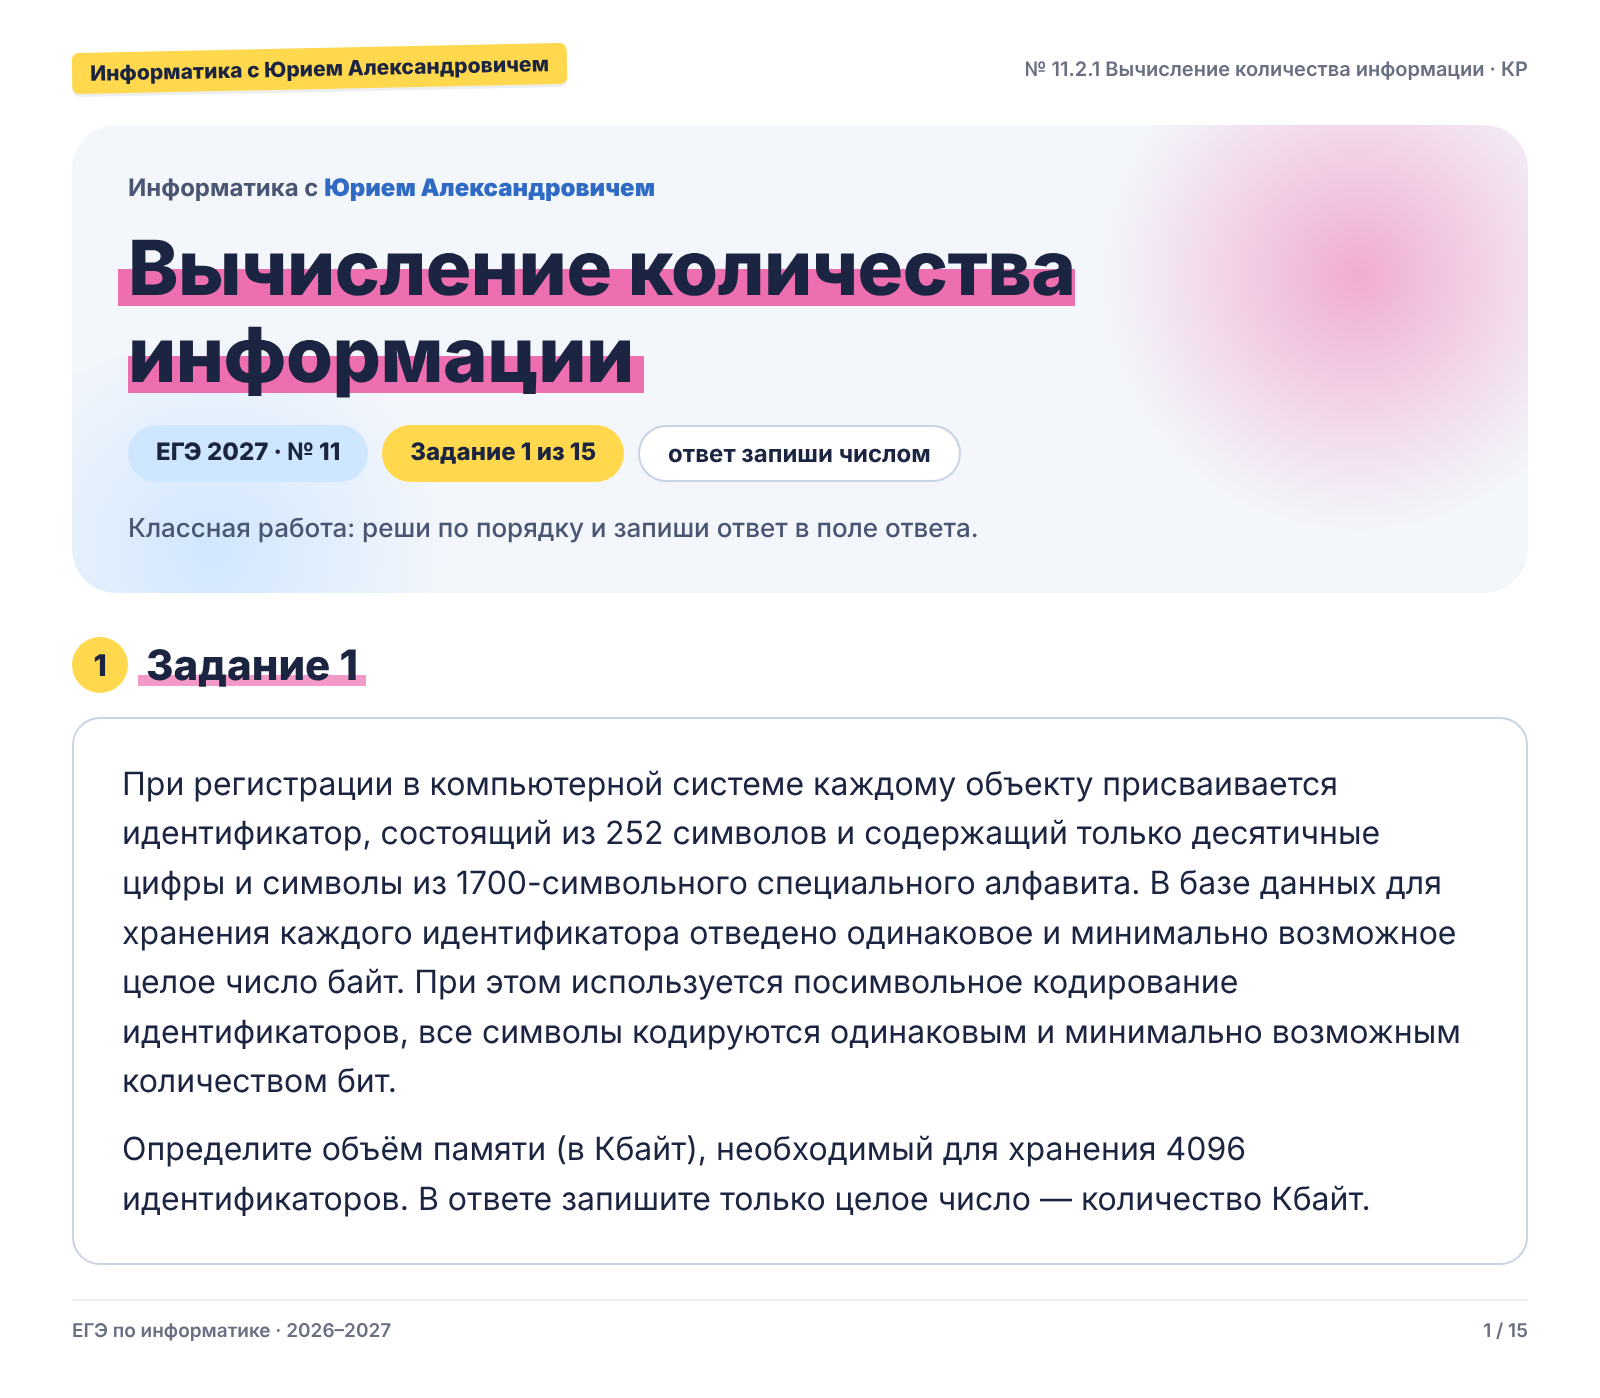 Информатика с Юрием Александровичем
№ 11.2.1 Вычисление количества информации · КР
Информатика с Юрием Александровичем
Вычисление количества
информации
ЕГЭ 2027 · № 11
Задание 1 из 15
ответ запиши числом
Классная работа: реши по порядку и запиши ответ в поле ответа.
1
Задание 1
При регистрации в компьютерной системе каждому объекту присваивается
идентификатор, состоящий из 252 символов и содержащий только десятичные
цифры и символы из 1700-символьного специального алфавита. В базе данных для
хранения каждого идентификатора отведено одинаковое и минимально возможное
целое число байт. При этом используется посимвольное кодирование
идентификаторов, все символы кодируются одинаковым и минимально возможным
количеством бит.
Определите объём памяти (в Кбайт), необходимый для хранения 4096
идентификаторов. В ответе запишите только целое число — количество Кбайт.
ЕГЭ по информатике · 2026–2027
1 / 15